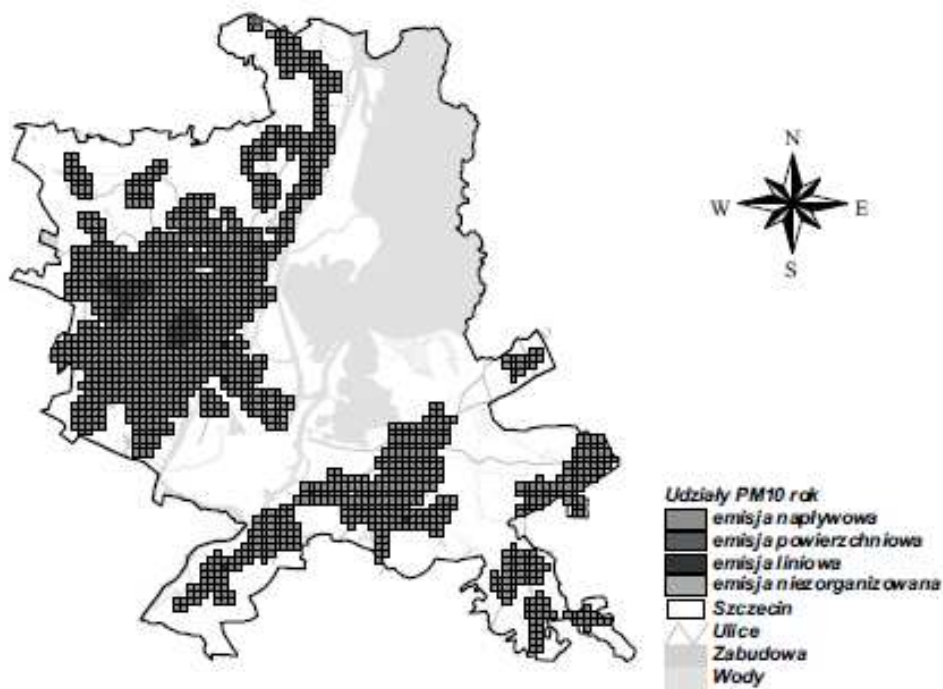 N
W E
S
Udziały PM10 rok
emisja napływowa
emisja powierzchniowa
emisja liniowa
emisja niezorganizowana
Szczecin
Ulice
Zabudowa
Wody